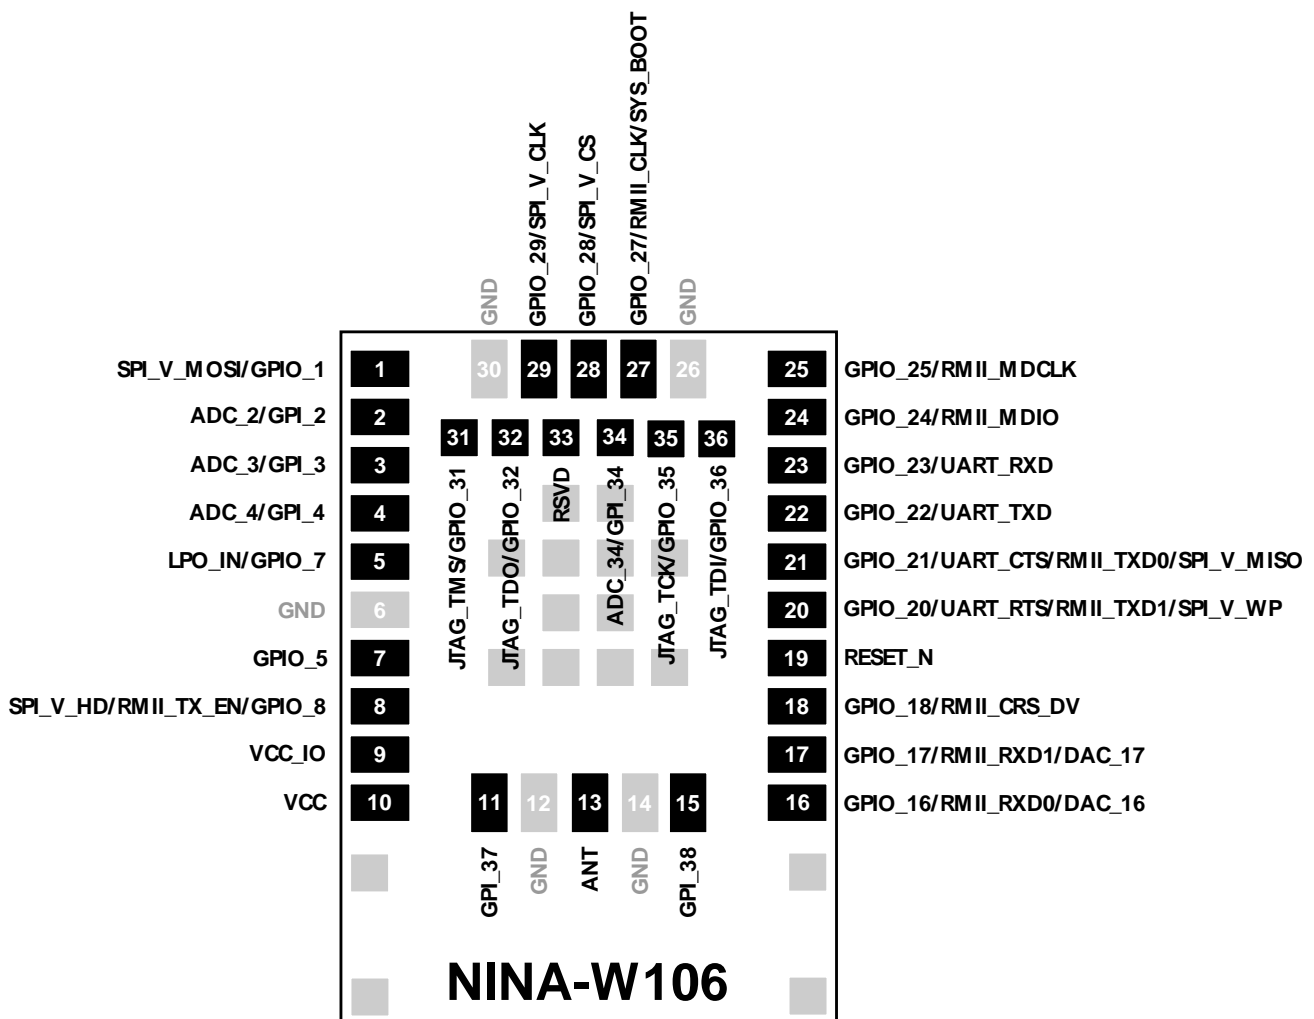 GPIO_29/SPI_V_CLK
GPIO_28/SPI_V_CS
GPIO_27/RMII_CLK/SYS_BOOT
GND
GND
30
29
28
27
26
SPI_V_MOSI/GPIO_1
1
ADC_2/GPI_2
2
ADC_3/GPI_3
3
ADC_4/GPI_4
4
LPO_IN/GPIO_7
5
GND
6
GPIO_5
7
SPI_V_HD/RMII_TX_EN/GPIO_8
8
VCC_IO
9
VCC
10
31
32
33
34
35
36
JTAG_TMS/GPIO_31
JTAG_TDO/GPIO_32
RSVD
ADC_34/GPI_34
JTAG_TCK/GPIO_35
JTAG_TDI/GPIO_36
25
GPIO_25/RMII_MDCLK
24
GPIO_24/RMII_MDIO
23
GPIO_23/UART_RXD
22
GPIO_22/UART_TXD
21
GPIO_21/UART_CTS/RMII_TXD0/SPI_V_MISO
20
GPIO_20/UART_RTS/RMII_TXD1/SPI_V_WP
19
RESET_N
18
GPIO_18/RMII_CRS_DV
17
GPIO_17/RMII_RXD1/DAC_17
16
GPIO_16/RMII_RXD0/DAC_16
11
12
13
14
15
GPI_37
GND
ANT
GND
GPI_38
NINA-W106